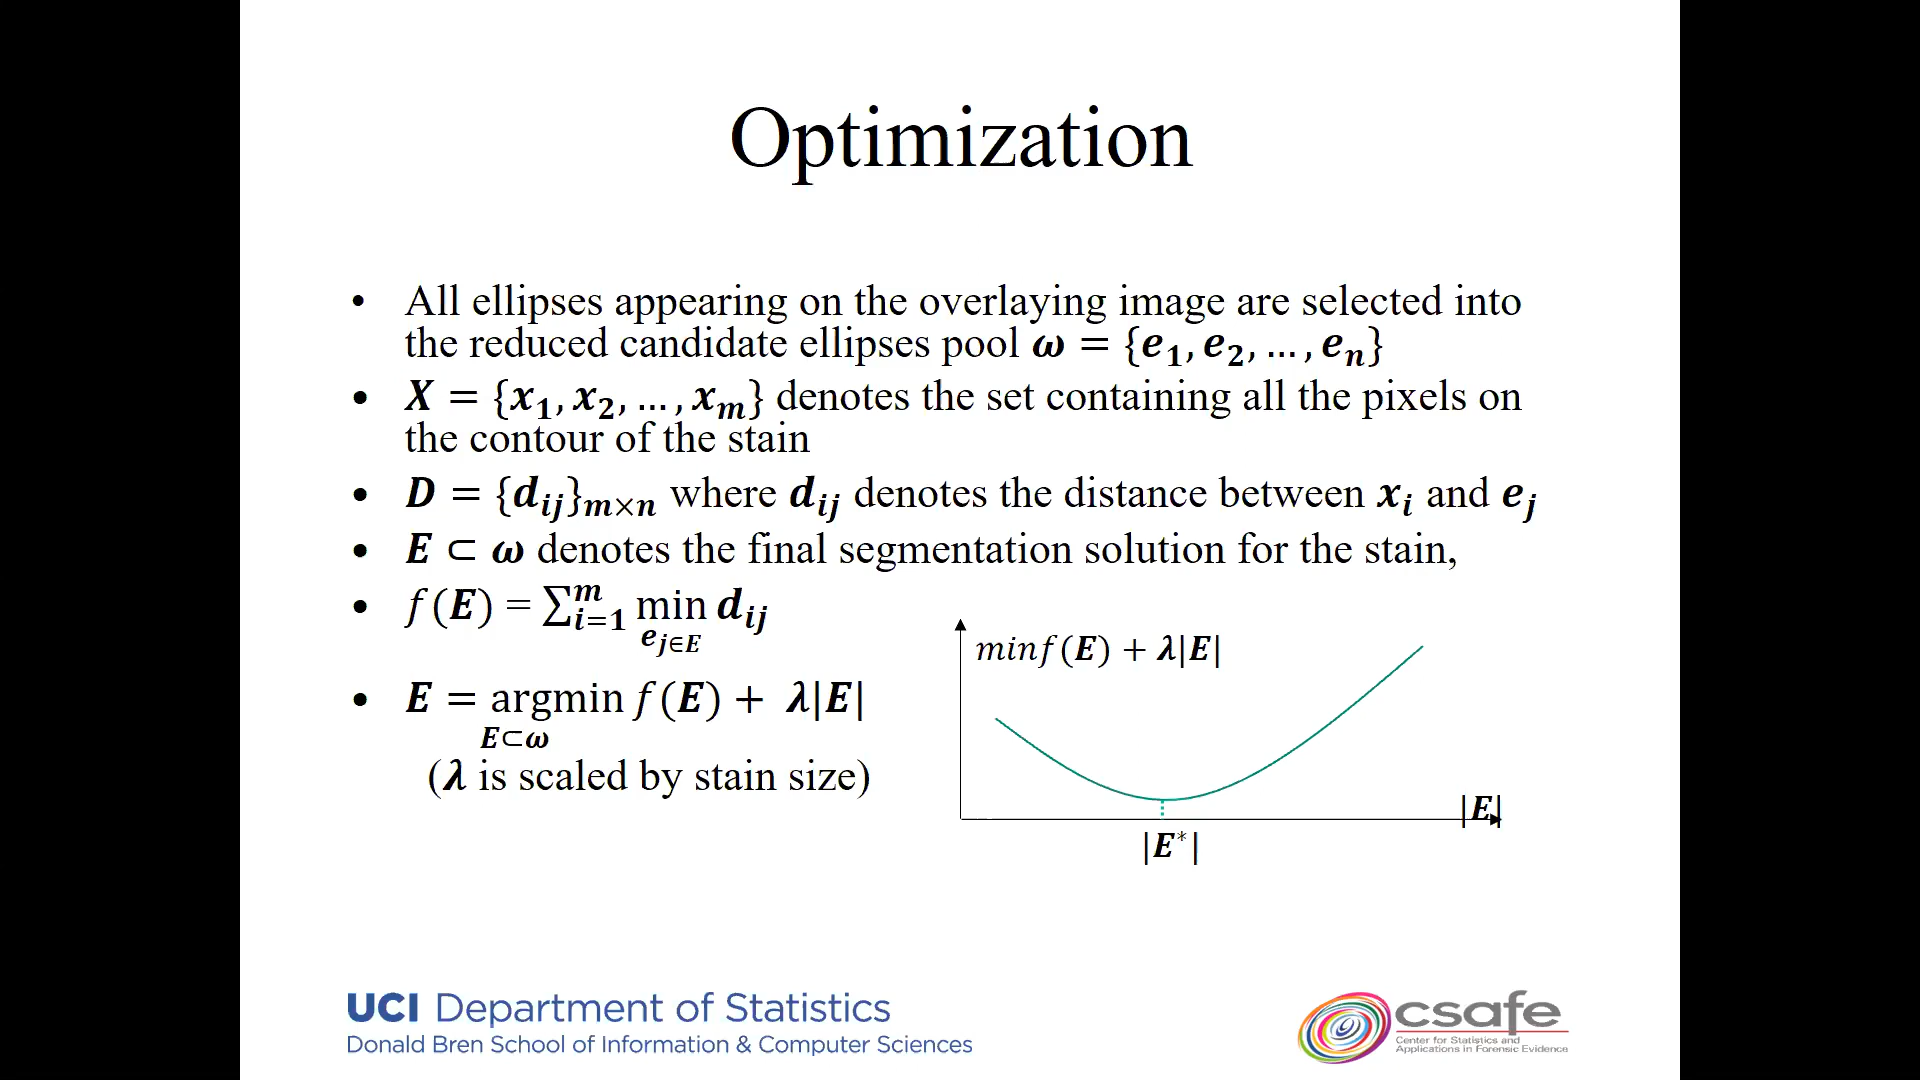 Optimization
• All ellipses appearing on the overlaying image are selected into
the reduced candidate ellipses pool ω = {e₁, e₂, … , eₙ}
• X = {x₁, x₂, … , xₘ} denotes the set containing all the pixels on
the contour of the stain
• D = {dᵢⱼ}ₘ×ₙ where dᵢⱼ denotes the distance between xᵢ and eⱼ
• E ⊂ ω denotes the final segmentation solution for the stain,
• f(E) = ∑ᵢ₌₁ᵐ min dᵢⱼ
eⱼ∈E
• E = argmin f(E) + λ|E|
E⊂ω
(λ is scaled by stain size)
minf(E) + λ|E|
|E|
|E*|
UCI Department of Statistics
Donald Bren School of Information & Computer Sciences
csafe
Center for Statistics and
Applications in Forensic Evidence